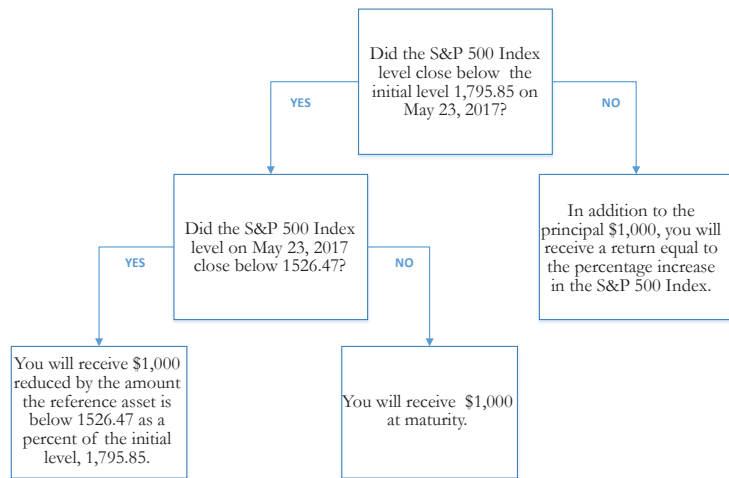 Did the S&P 500 Index
level close below the
initial level 1,795.85 on
May 23, 2017?
YES
NO
Did the S&P 500 Index
level on May 23, 2017
close below 1526.47?
In addition to the
principal $1,000, you will
receive a return equal to
the percentage increase
in the S&P 500 Index.
YES
NO
You will receive $1,000
reduced by the amount
the reference asset is
below 1526.47 as a
percent of the initial
level, 1,795.85.
You will receive $1,000
at maturity.